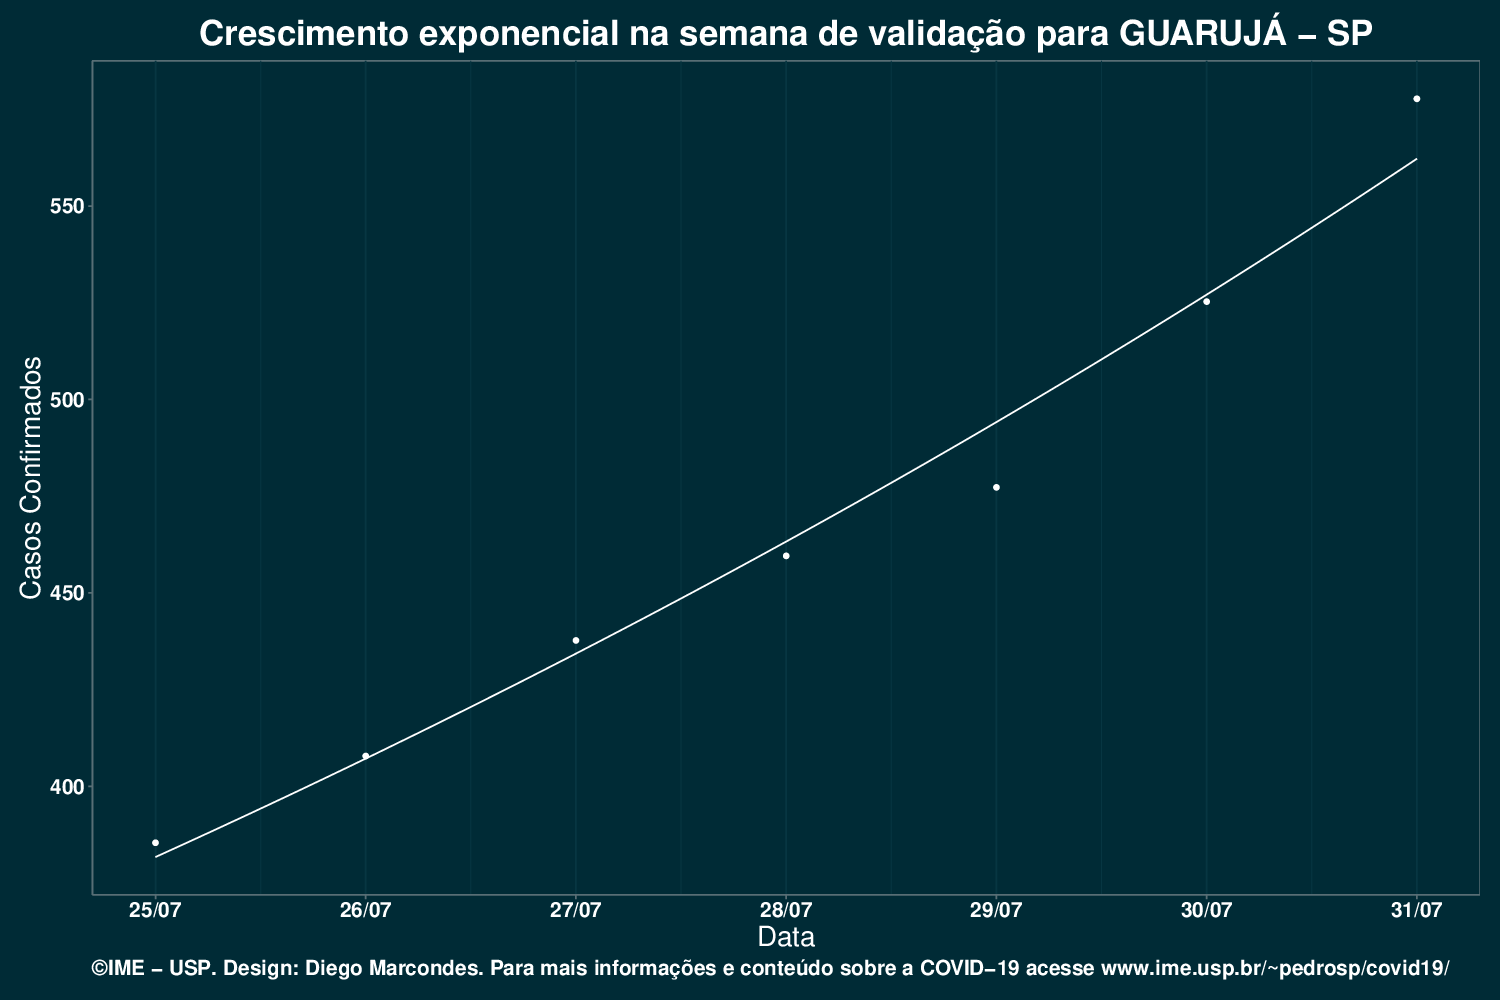 Crescimento exponencial na semana de validação para GUARUJÁ – SP
Casos Confirmados
550
500
450
400
25/07 26/07 27/07 28/07 29/07 30/07 31/07
Data
©IME – USP. Design: Diego Marcondes. Para mais informações e conteúdo sobre a COVID–19 acesse www.ime.usp.br/~pedrosp/covid19/